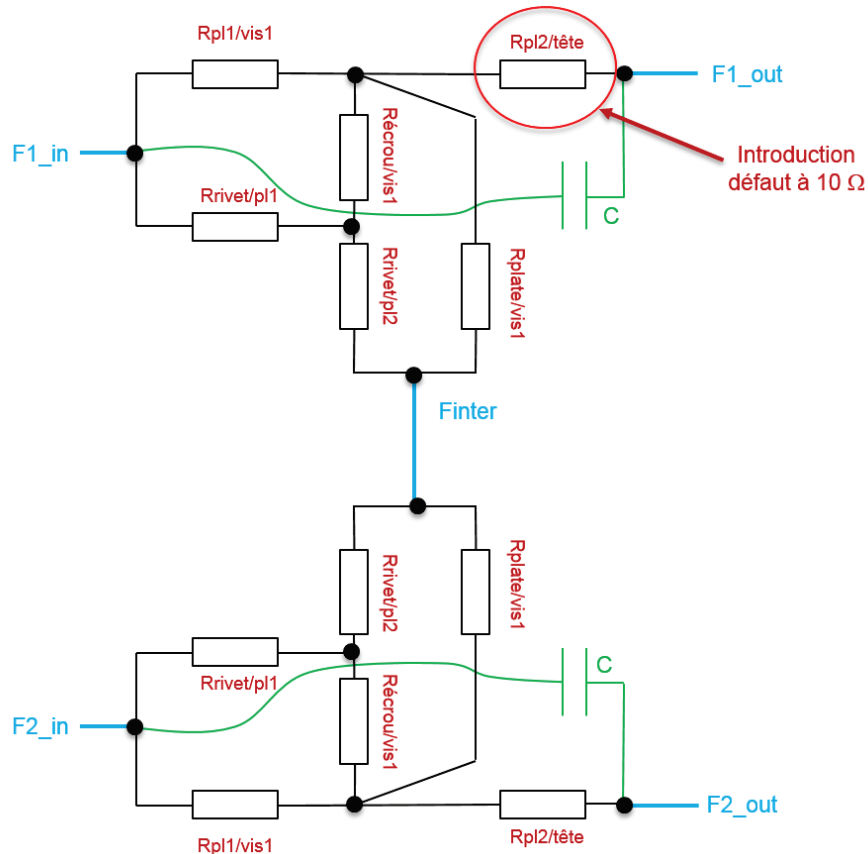 Rpl1/vis1
Rpl2/tête
F1_out
Récrou/vis1
F1_in
Introduction
défaut à 10 Ω
Rrivet/pl1
C
Rrivet/pl2
Rplate/vis1
Finter
Rrivet/pl2
Rplate/vis1
C
Rrivet/pl1
Récrou/vis1
F2_in
F2_out
Rpl1/vis1
Rpl2/tête